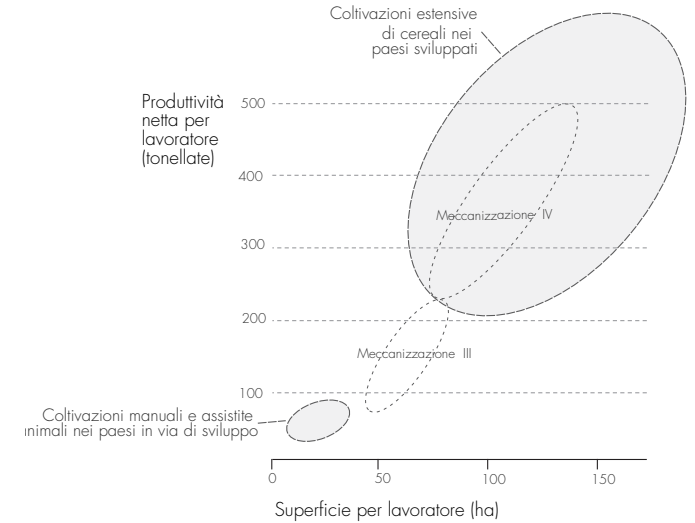 Coltivazioni estensive
di cereali nei
paesi sviluppati
Produttività
netta per
lavoratore
(tonellate)
500
400
300
200
100
Meccanizzazione IV
Meccanizzazione III
Coltivazioni manuali e assistite
nimali nei paesi in via di sviluppo
0
50
100
150
Superficie per lavoratore (ha)